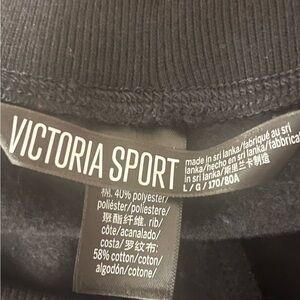 VICTORIA SPORT
made in sri lanka/fabriqué au sri
lanka/hecho en sri lanka/fabbrica
in sri lanka/斯里兰卡制造
L/G/170/80A
棉. 40% polyester/
poliéster/poliestere/
聚酯纤维. rib/
côte/acanalado/
costa/罗纹布:
58% cotton/coton/
algodón/cotone/